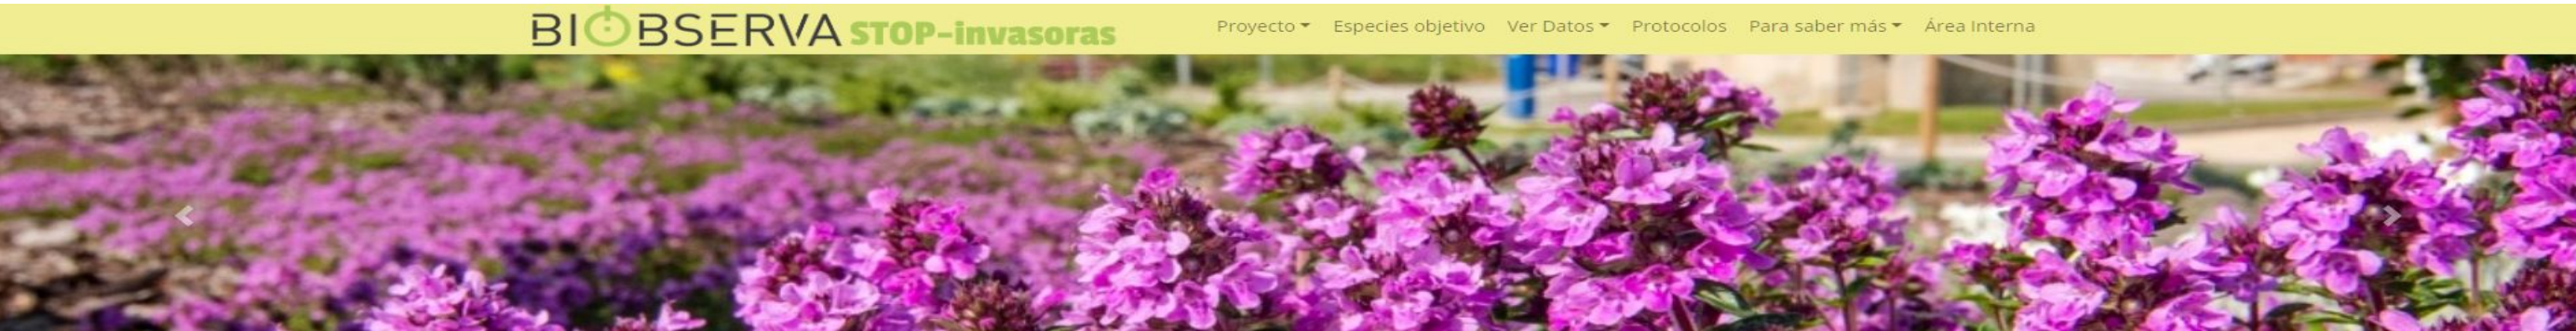 BIOBSERVA STOP-invasoras Proyecto Especies objetivo Ver Datos Protocolos Para saber más Área Interna